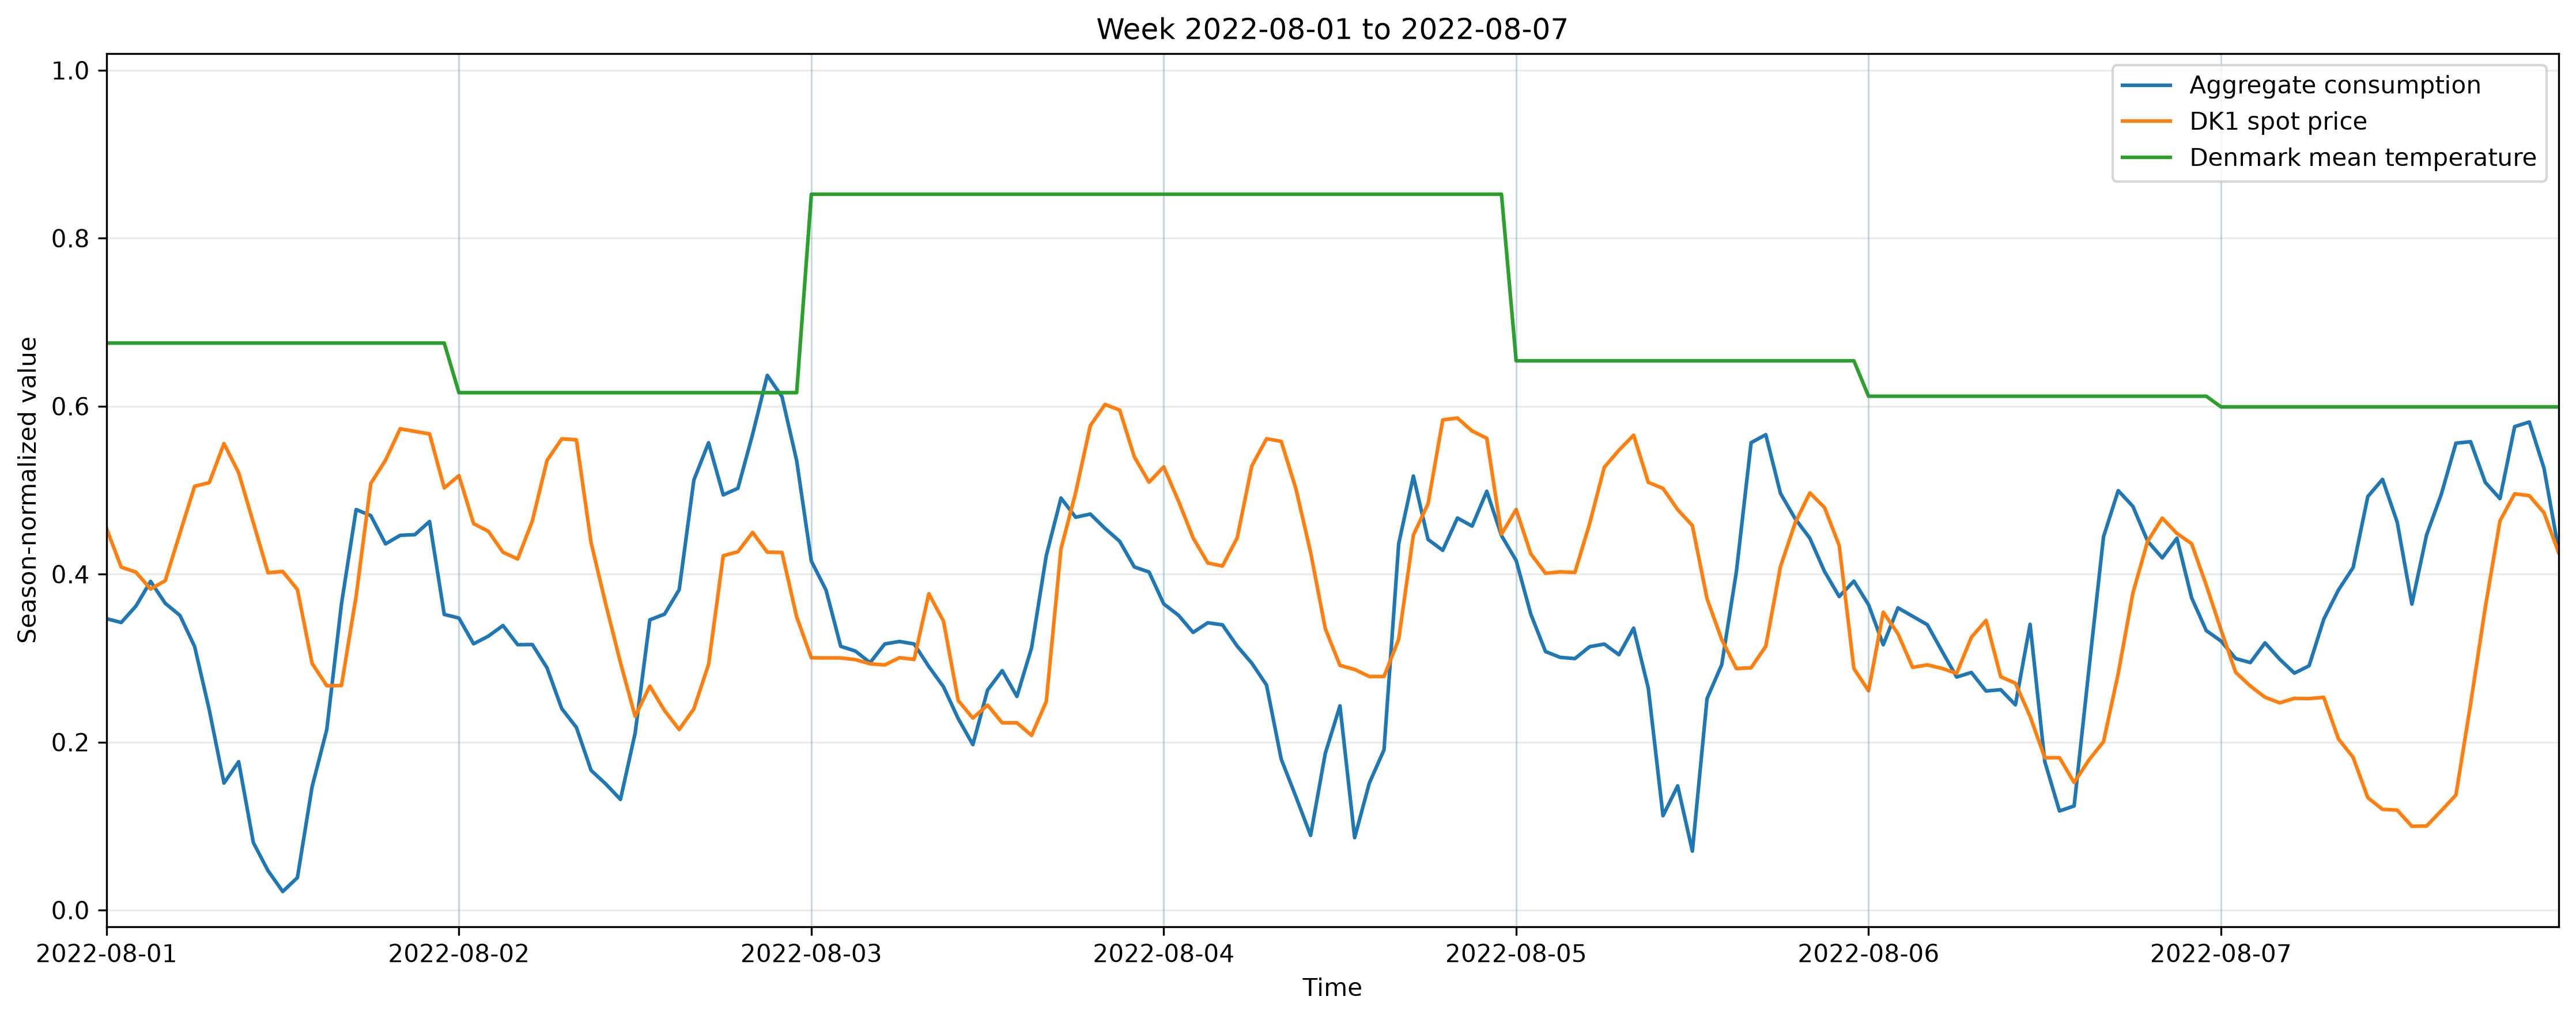 Week 2022-08-01 to 2022-08-07
Aggregate consumption
DK1 spot price
Denmark mean temperature
Season-normalized value
1.0
0.8
0.6
0.4
0.2
0.0
2022-08-01
2022-08-02
2022-08-03
2022-08-04
2022-08-05
2022-08-06
2022-08-07
Time